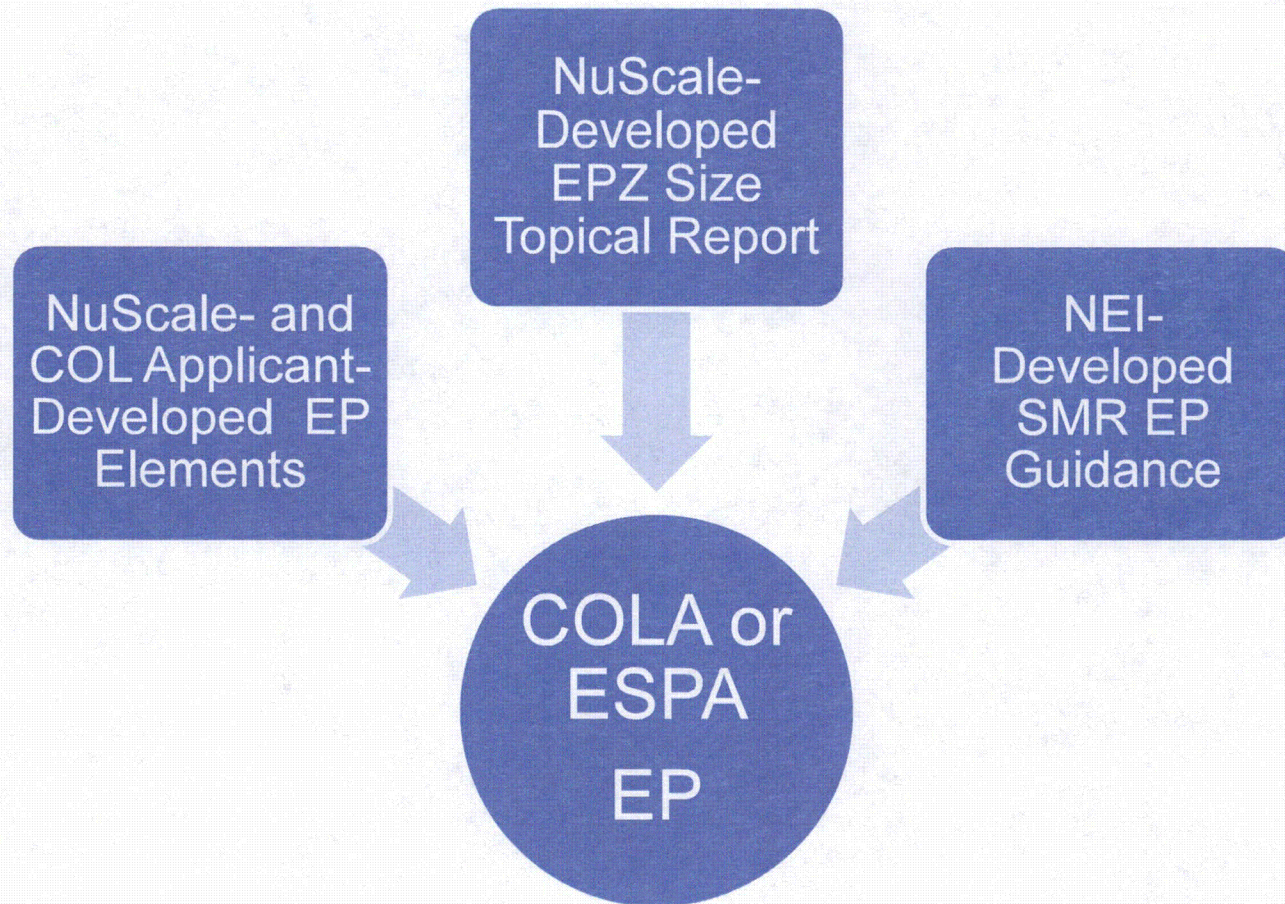 NuScale-
Developed
EPZ Size
Topical Report
NuScale- and
COL Applicant-
Developed EP
Elements
NEI-
Developed
SMR EP
Guidance
COLA or
ESPA
EP